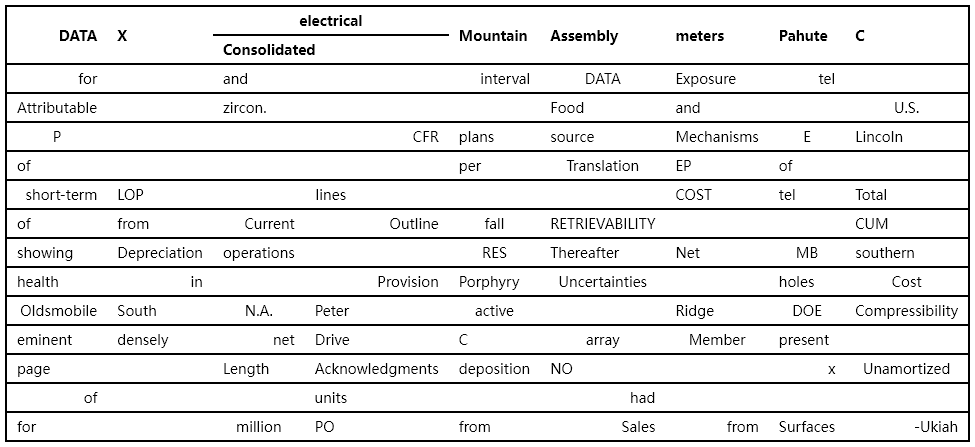 electrical
DATA X Mountain Assembly meters Pahute C
Consolidated
for and interval DATA Exposure tel
Attributable zircon. Food and U.S.
P CFR plans source Mechanisms E Lincoln
of per Translation EP of
short-term LOP lines COST tel Total
of from Current Outline fall RETRIEVABILITY CUM
showing Depreciation operations RES Thereafter Net MB southern
health in Provision Porphyry Uncertainties holes Cost
Oldsmobile South N.A. Peter active Ridge DOE Compressibility
eminent densely net Drive C array Member present
page Length Acknowledgments deposition NO x Unamortized
of units had
for million PO from Sales from Surfaces -Ukiah